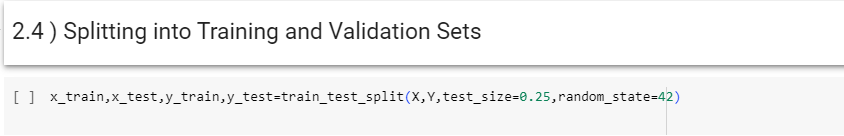 2.4 ) Splitting into Training and Validation Sets
[ ] x_train,x_test,y_train,y_test=train_test_split(X,Y,test_size=0.25,random_state=42)